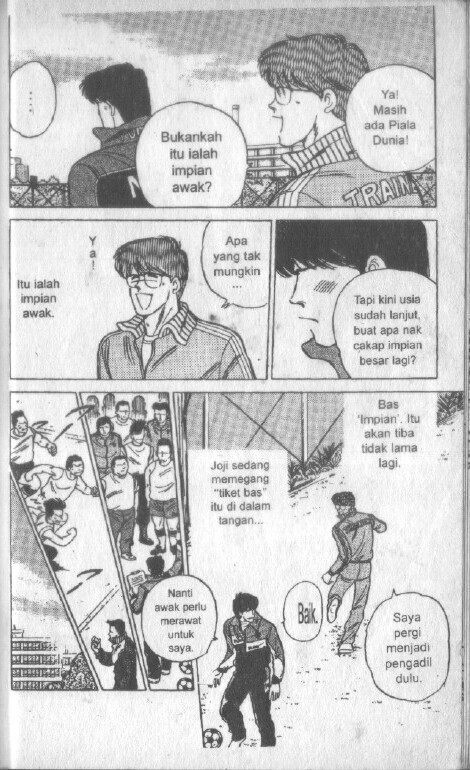 Ya!
Masih
ada Piala
Dunia!
Bukankah
itu ialah
impian
awak?
....
TRAIN
N
Tapi kini usia
sudah lanjut,
buat apa nak
cakap impian
besar lagi?
Apa
yang tak
mungkin
...
Ya!
Itu ialah
impian
awak.
Bas
'Impian'. Itu
akan tiba
tidak lama
lagi.
Joji sedang
memegang
"tiket bas"
itu di dalam
tangan...
Saya
pergi
menjadi
pengadil
dulu.
Baik.
Nanti
awak perlu
merawat
untuk
saya.